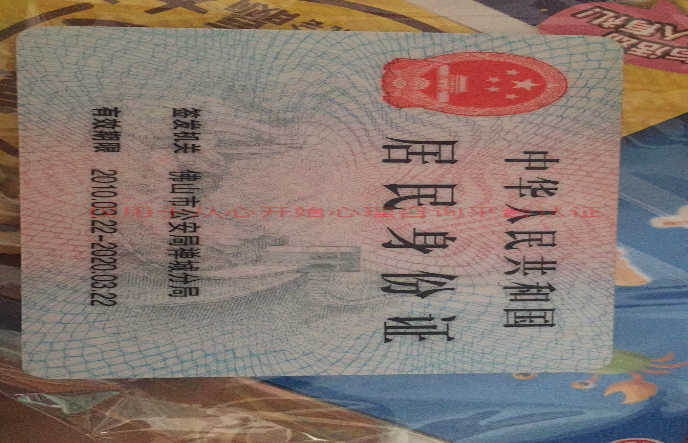 中华人民共和国
居民身份证
签发机关 佛山市公安局禅城分局
有效期限 2010.03.22-2020.03.22